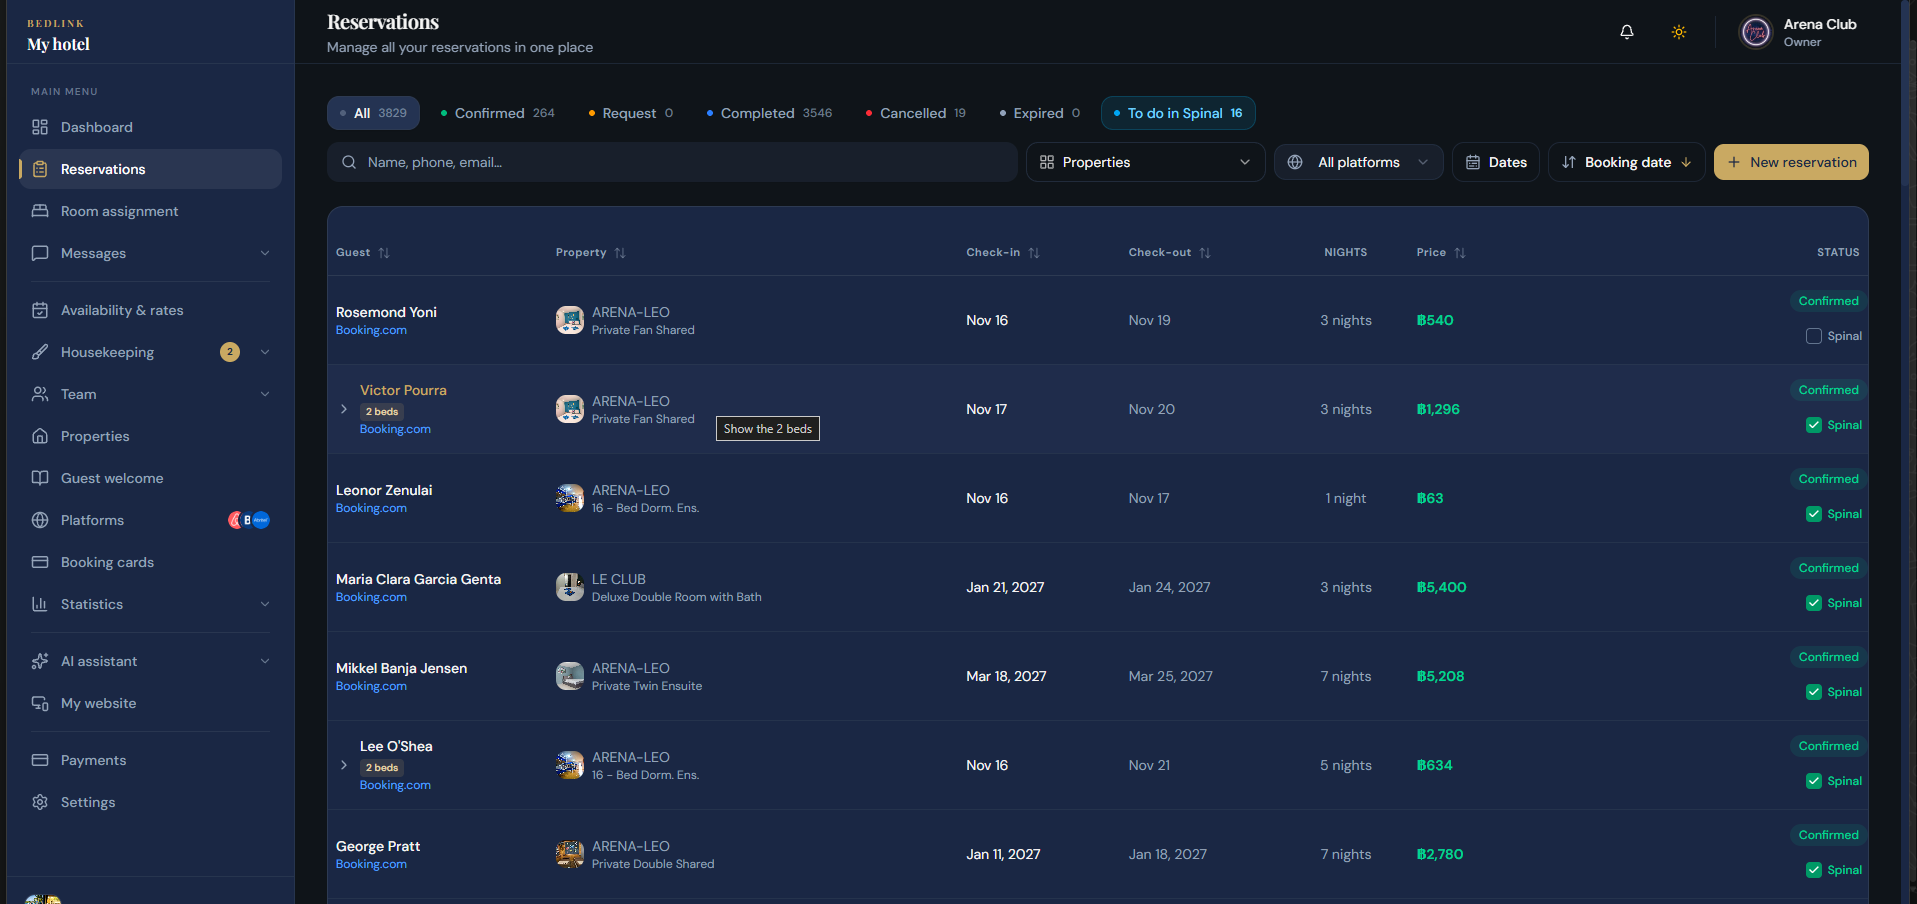 BEDLINK
My hotel
MAIN MENU
Dashboard
Reservations
Room assignment
Messages
Availability & rates
Housekeeping 2
Team
Properties
Guest welcome
Platforms B
Booking cards
Statistics
AI assistant
My website
Payments
Settings
Reservations
Manage all your reservations in one place
Arena Club
Owner
All 3829 Confirmed 264 Request 0 Completed 3546 Cancelled 19 Expired 0 To do in Spinal 16
Name, phone, email... Properties All platforms Dates Booking date New reservation
Guest Property Check-in Check-out NIGHTS Price STATUS
Rosemond Yoni
Booking.com
ARENA-LEO
Private Fan Shared
Nov 16
Nov 19
3 nights
฿540
Confirmed
Spinal
Victor Pourra
2 beds
Booking.com
ARENA-LEO
Private Fan Shared
Show the 2 beds
Nov 17
Nov 20
3 nights
฿1,296
Confirmed
Spinal
Leonor Zenulai
Booking.com
ARENA-LEO
16 - Bed Dorm. Ens.
Nov 16
Nov 17
1 night
฿63
Confirmed
Spinal
Maria Clara Garcia Genta
Booking.com
LE CLUB
Deluxe Double Room with Bath
Jan 21, 2027
Jan 24, 2027
3 nights
฿5,400
Confirmed
Spinal
Mikkel Banja Jensen
Booking.com
ARENA-LEO
Private Twin Ensuite
Mar 18, 2027
Mar 25, 2027
7 nights
฿5,208
Confirmed
Spinal
Lee O'Shea
2 beds
Booking.com
ARENA-LEO
16 - Bed Dorm. Ens.
Nov 16
Nov 21
5 nights
฿634
Confirmed
Spinal
George Pratt
Booking.com
ARENA-LEO
Private Double Shared
Jan 11, 2027
Jan 18, 2027
7 nights
฿2,780
Confirmed
Spinal